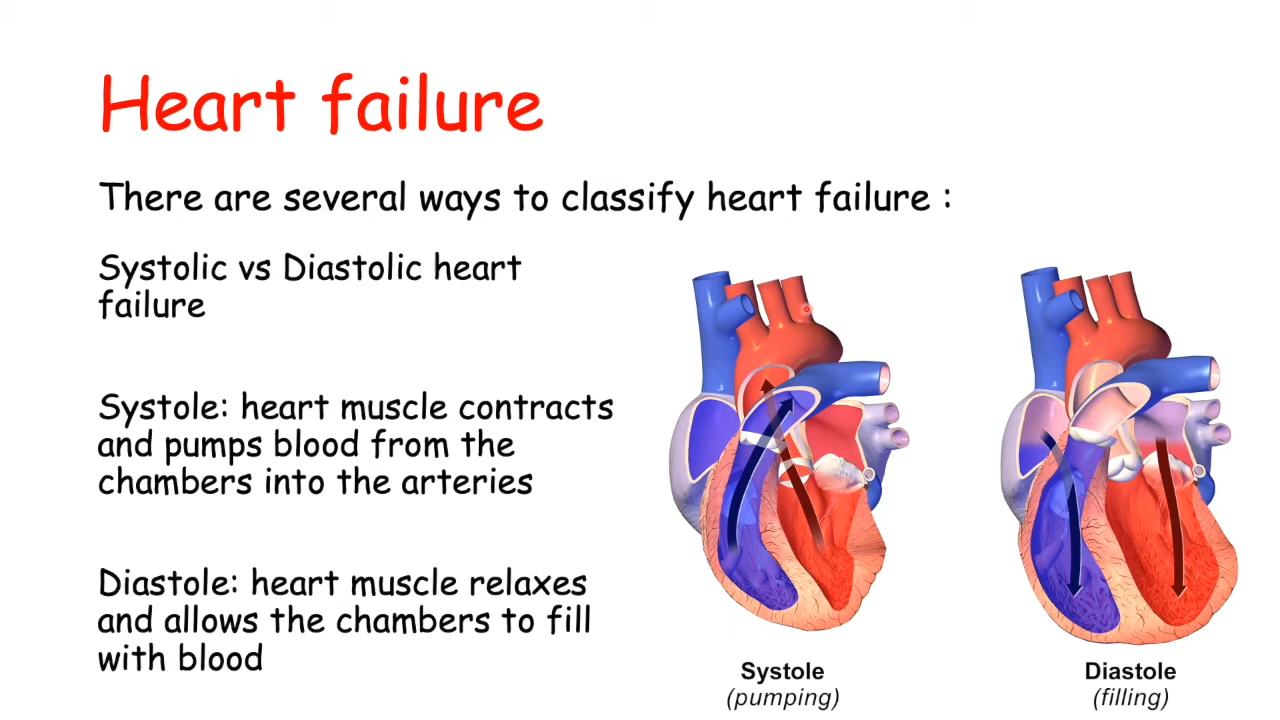 Heart failure
There are several ways to classify heart failure :
Systolic vs Diastolic heart
failure
Systole: heart muscle contracts
and pumps blood from the
chambers into the arteries
Diastole: heart muscle relaxes
and allows the chambers to fill
with blood
Systole
(pumping)
Diastole
(filling)